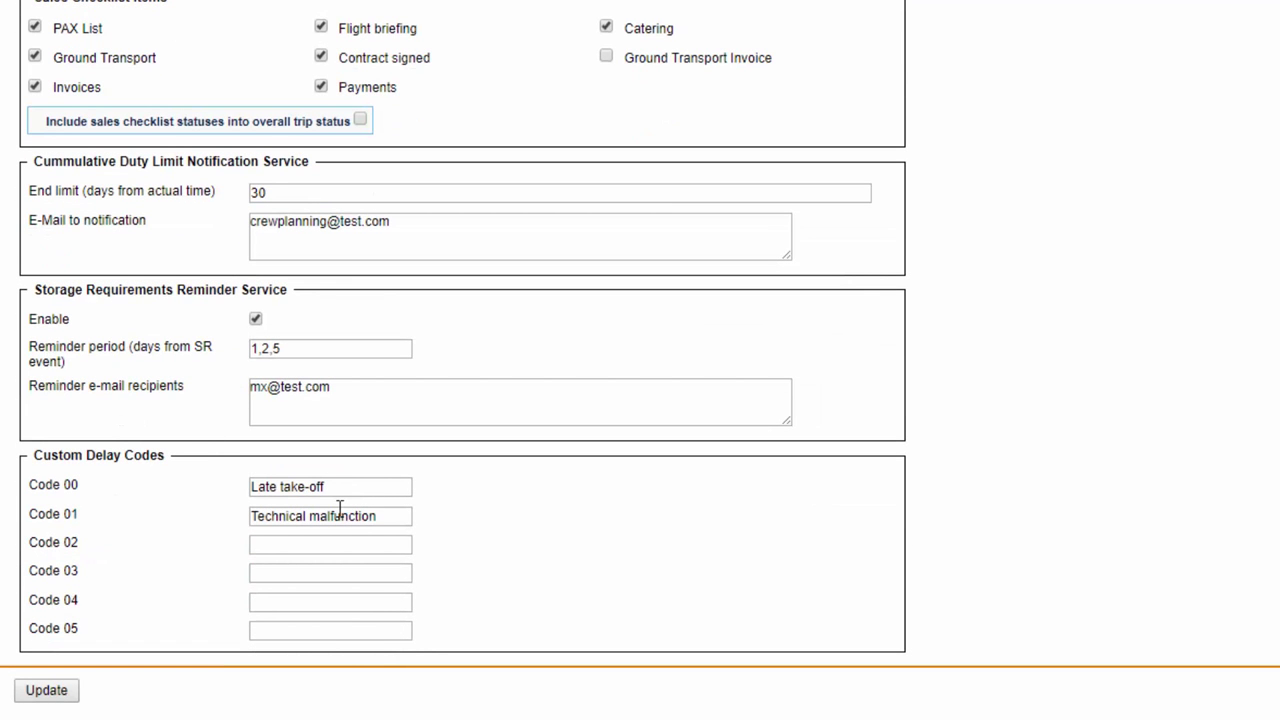 Sales Checklist Items
PAX List
Flight briefing
Catering
Ground Transport
Contract signed
Ground Transport Invoice
Invoices
Payments
Include sales checklist statuses into overall trip status
Cummulative Duty Limit Notification Service
End limit (days from actual time)
30
E-Mail to notification
crewplanning@test.com
Storage Requirements Reminder Service
Enable
Reminder period (days from SR
event)
1,2,5
Reminder e-mail recipients
mx@test.com
Custom Delay Codes
Code 00
Late take-off
Code 01
Technical malfunction
Code 02
Code 03
Code 04
Code 05
Update